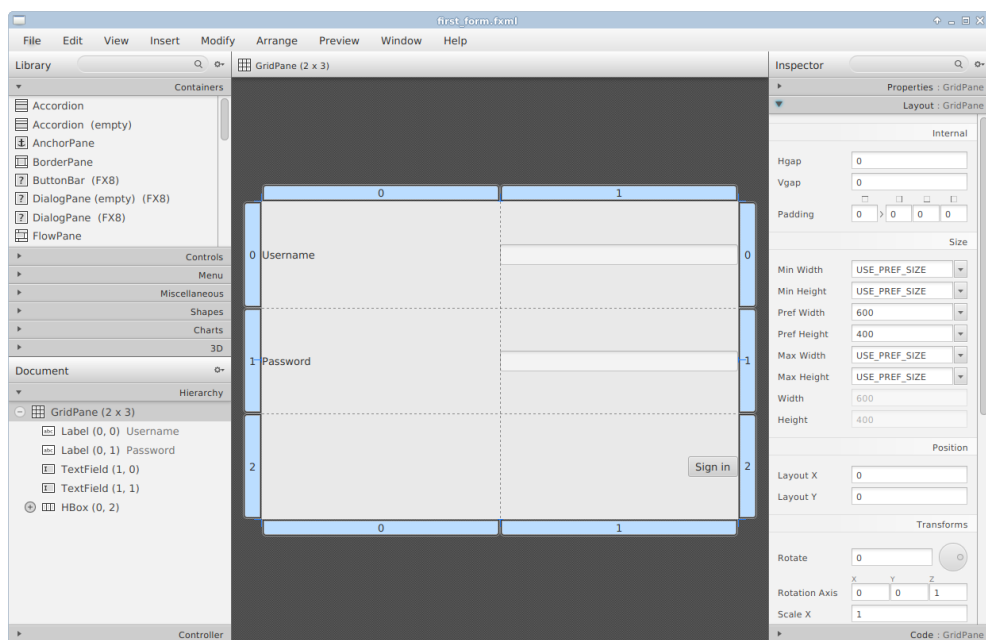 first_form.fxml
File Edit View Insert Modify Arrange Preview Window Help
Library
Containers
Accordion
Accordion (empty)
AnchorPane
BorderPane
ButtonBar (FX8)
DialogPane (empty) (FX8)
DialogPane (FX8)
FlowPane
Controls
Menu
Miscellaneous
Shapes
Charts
3D
Document
Hierarchy
GridPane (2 x 3)
Label (0, 0) Username
Label (0, 1) Password
TextField (1, 0)
TextField (1, 1)
HBox (0, 2)
Controller
GridPane (2 x 3)
0 1
0 Username 0
1 Password 1
2 Sign in 2
0 1
Inspector
Properties : GridPane
Layout : GridPane
Internal
Hgap 0
Vgap 0
Padding 0 0 0 0
Size
Min Width USE_PREF_SIZE
Min Height USE_PREF_SIZE
Pref Width 600
Pref Height 400
Max Width USE_PREF_SIZE
Max Height USE_PREF_SIZE
Width 600
Height 400
Position
Layout X 0
Layout Y 0
Transforms
Rotate 0
X Y Z
Rotation Axis 0 0 1
Scale X 1
Code : GridPane